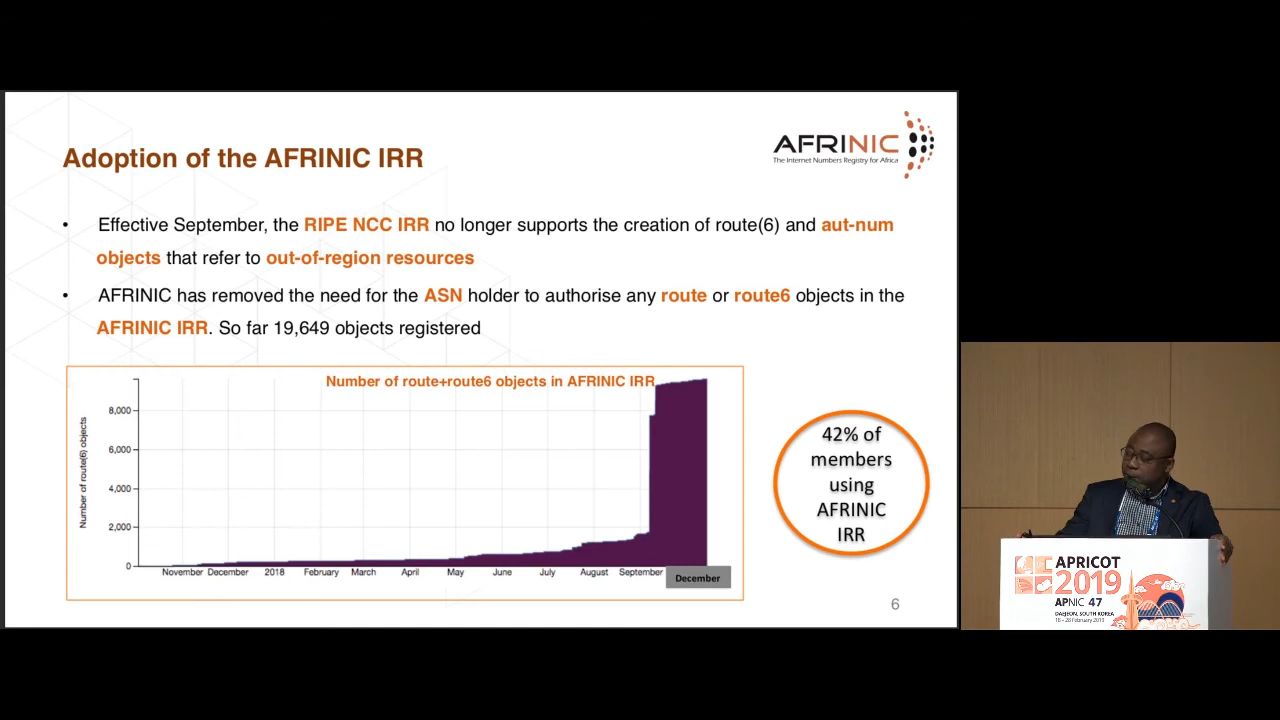 Adoption of the AFRINIC IRR
AFRINIC
The Internet Numbers Registry for Africa
• Effective September, the RIPE NCC IRR no longer supports the creation of route(6) and aut-num
objects that refer to out-of-region resources
• AFRINIC has removed the need for the ASN holder to authorise any route or route6 objects in the
AFRINIC IRR. So far 19,649 objects registered
Number of route+route6 objects in AFRINIC IRR
Number of route(6) objects
8,000
6,000
4,000
2,000
0
November December 2018 February March April May June July August September December
42% of
members
using
AFRINIC
IRR
6
APRICOT
2019
APNIC 47
DAEJEON, SOUTH KOREA